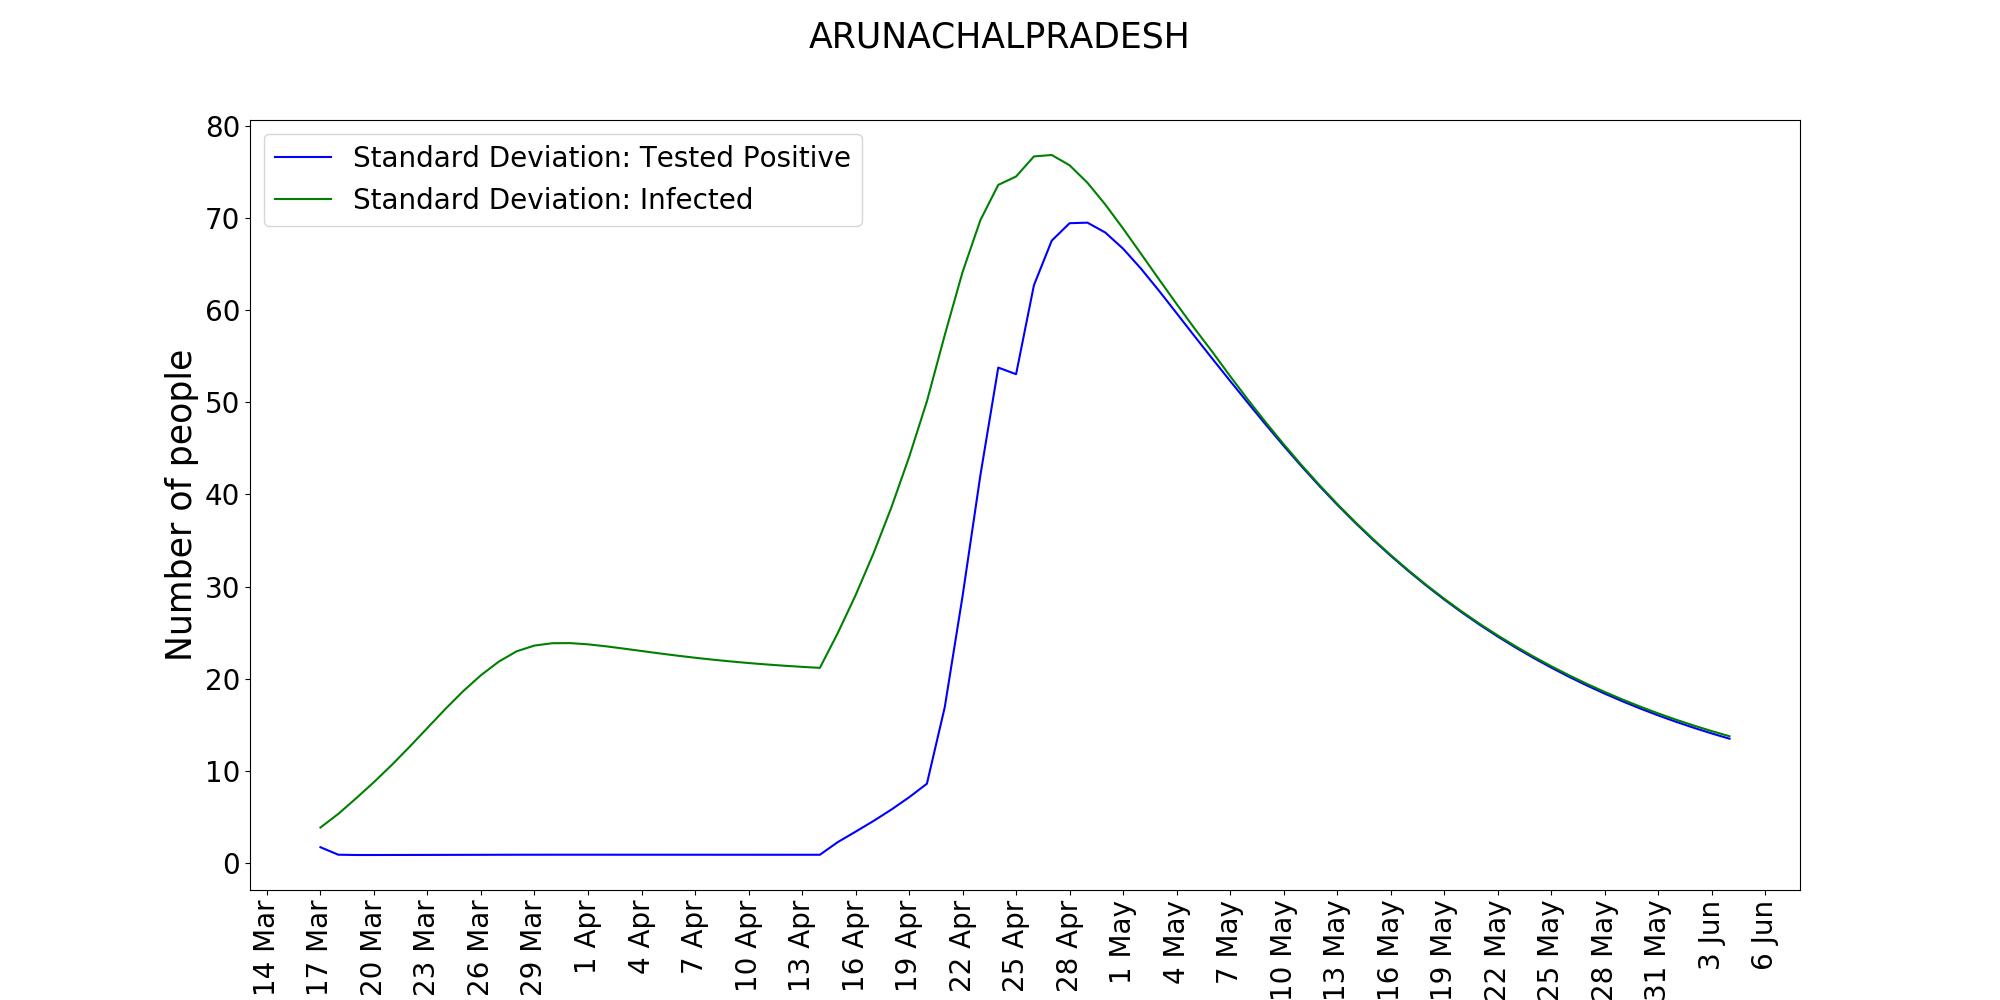 ARUNACHALPRADESH
Standard Deviation: Tested Positive
Standard Deviation: Infected
Number of people
80
70
60
50
40
30
20
10
0
14 Mar
17 Mar
20 Mar
23 Mar
26 Mar
29 Mar
1 Apr
4 Apr
7 Apr
10 Apr
13 Apr
16 Apr
19 Apr
22 Apr
25 Apr
28 Apr
1 May
4 May
7 May
10 May
13 May
16 May
19 May
22 May
25 May
28 May
31 May
3 Jun
6 Jun